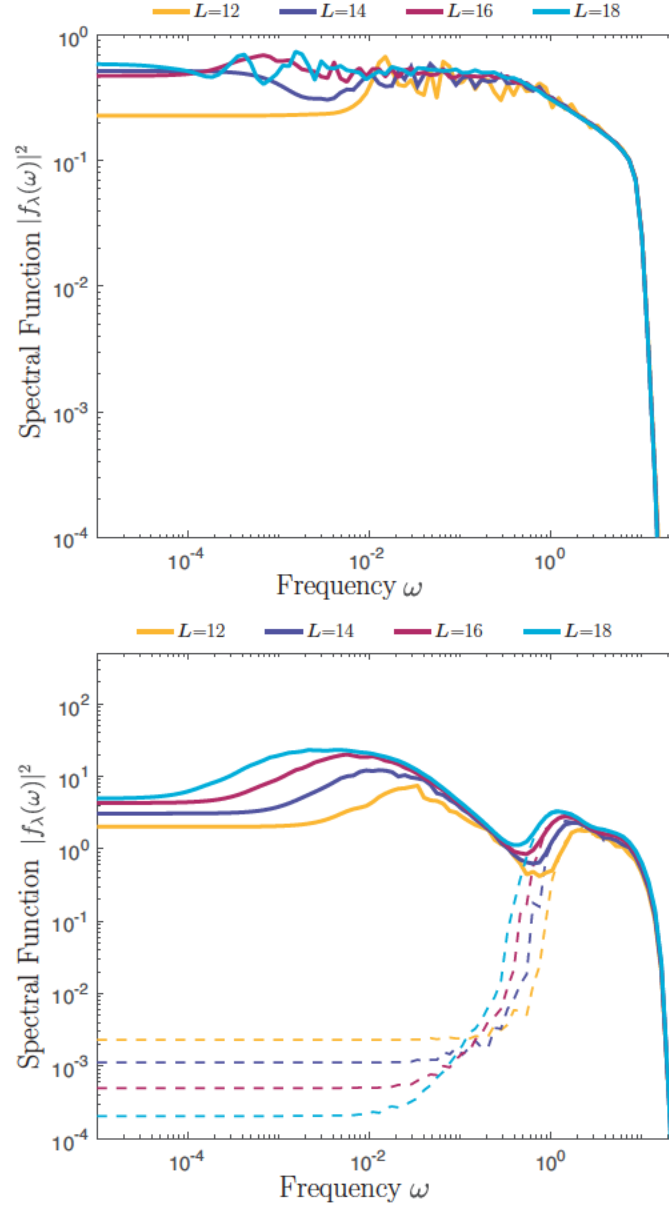 L=12 L=14 L=16 L=18
10^0
10^-1
10^-2
10^-3
10^-4
Spectral Function |f_λ(ω)|^2
10^-4 10^-2 10^0
Frequency ω
L=12 L=14 L=16 L=18
10^2
10^1
10^0
10^-1
10^-2
10^-3
10^-4
Spectral Function |f_λ(ω)|^2
10^-4 10^-2 10^0
Frequency ω